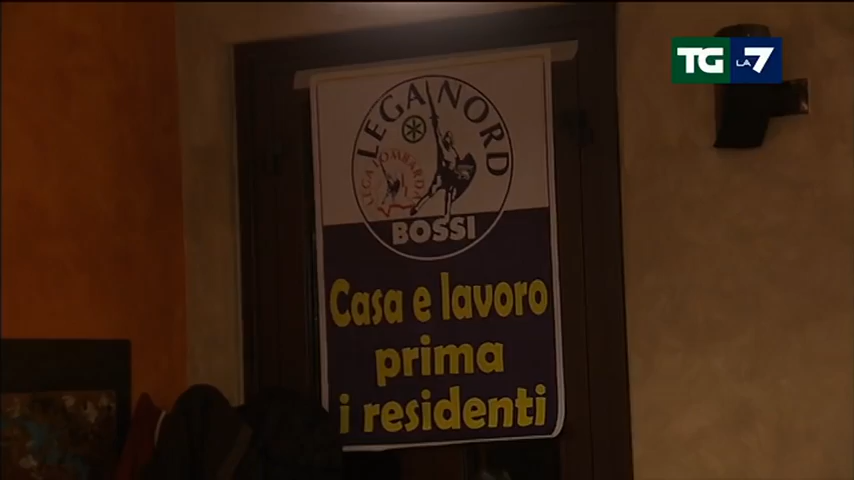 TG LA7
LEGA NORD
LEGA LOMBARDA
BOSSI
Casa e lavoro
prima
i residenti